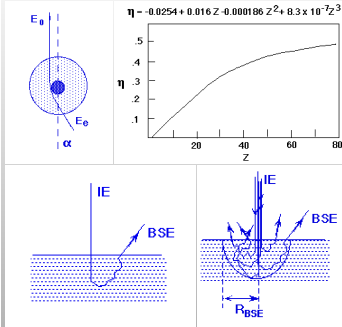 E₀
Eₑ
α
η = -0.0254 + 0.016 Z -0.000186 Z² + 8.3 x 10⁻⁷Z³
η
.5
.4
.3
.2
.1
20
40
60
80
Z
IE
BSE
IE
BSE
R_BSE